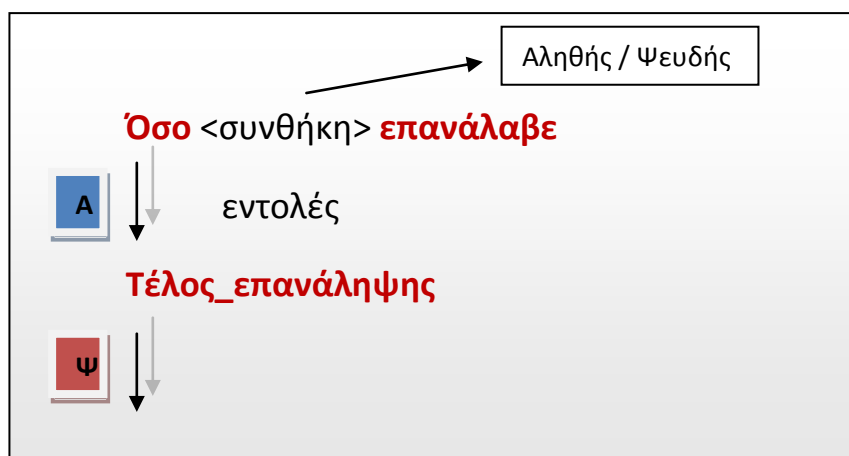 Αληθής / Ψευδής
Όσο <συνθήκη> επανάλαβε
Α
εντολές
Τέλος_επανάληψης
Ψ